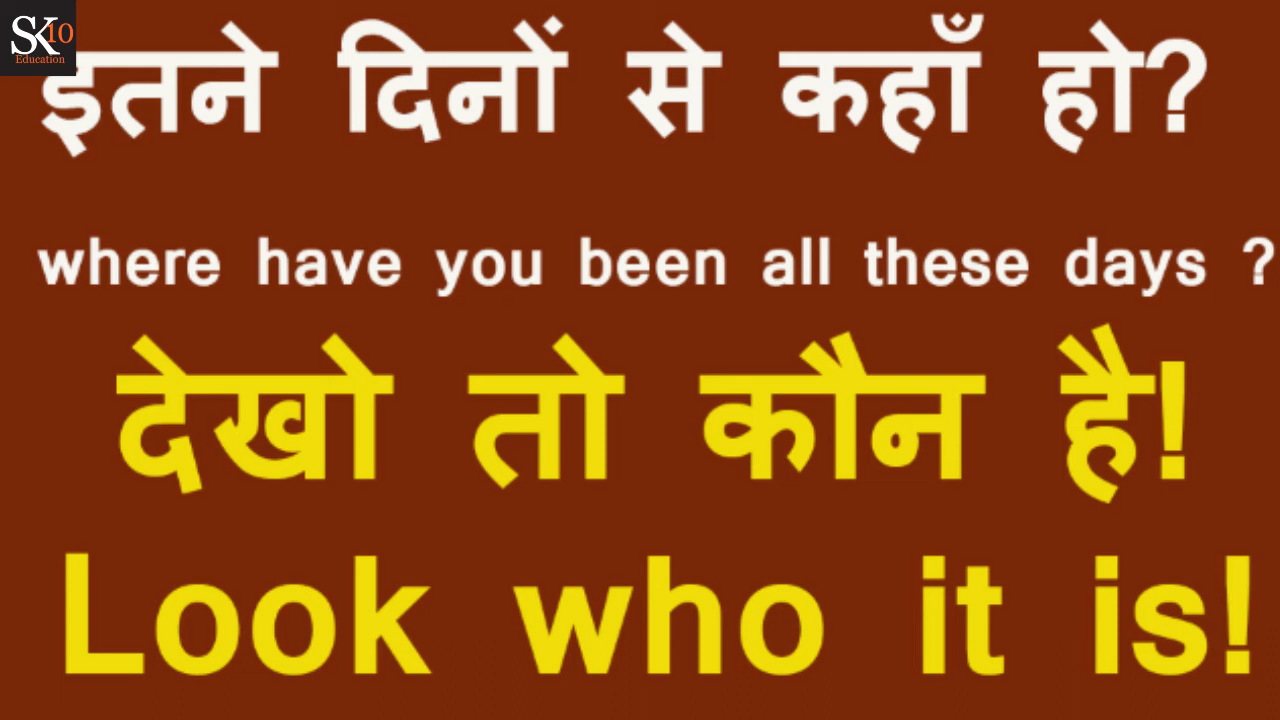 SK10
Education
इतने दिनों से कहाँ हो?
where have you been all these days ?
देखो तो कौन है!
Look who it is!